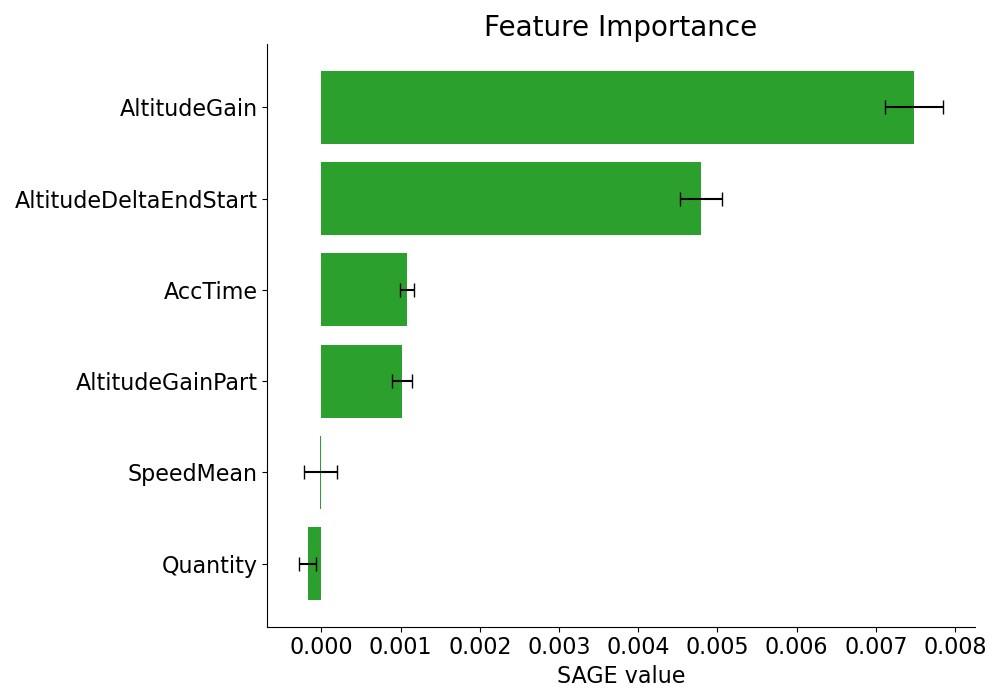 Feature Importance
AltitudeGain
AltitudeDeltaEndStart
AccTime
AltitudeGainPart
SpeedMean
Quantity
0.000 0.001 0.002 0.003 0.004 0.005 0.006 0.007 0.008
SAGE value